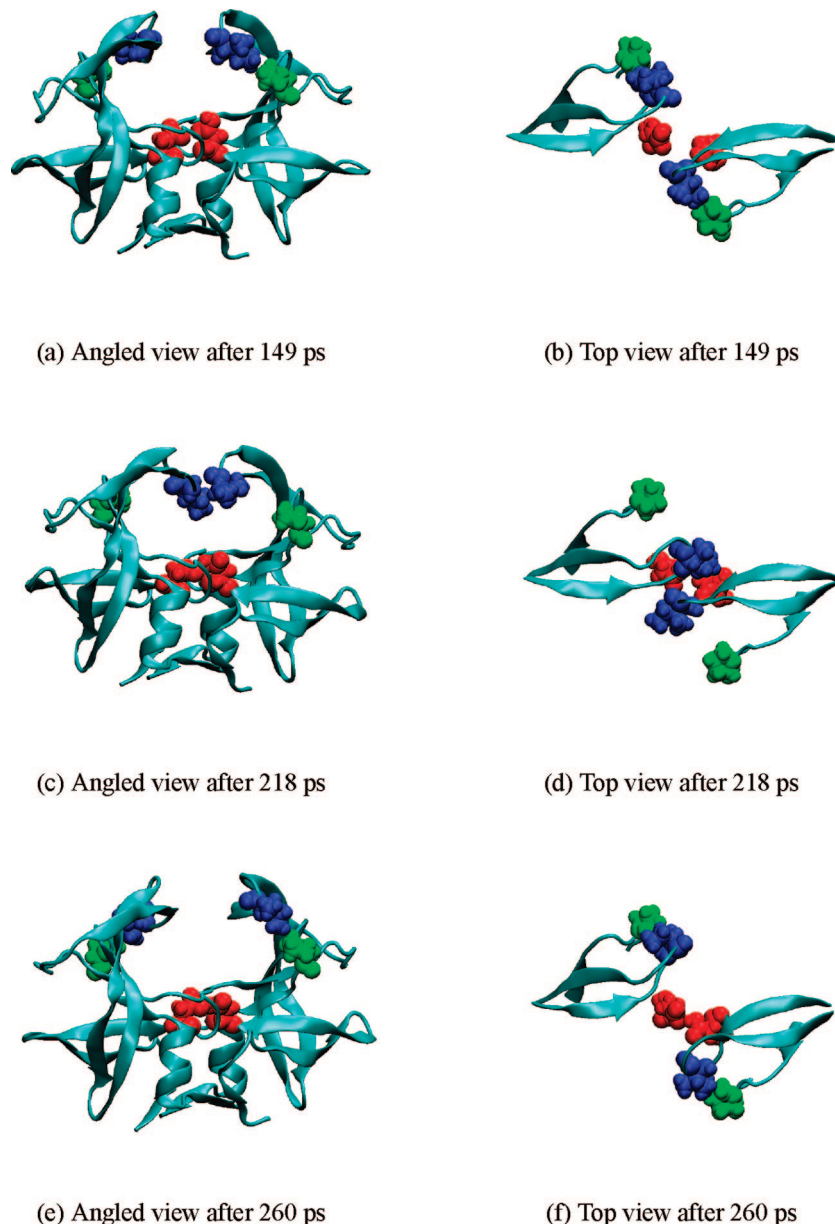 (a) Angled view after 149 ps
(b) Top view after 149 ps
(c) Angled view after 218 ps
(d) Top view after 218 ps
(e) Angled view after 260 ps
(f) Top view after 260 ps